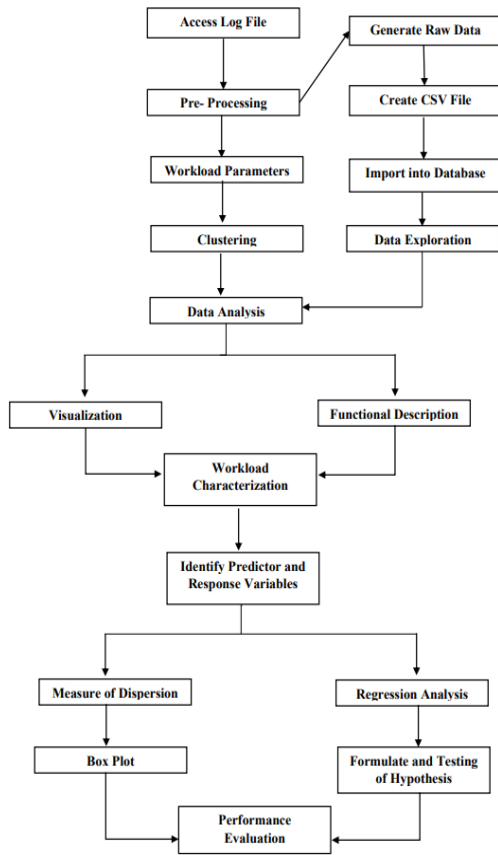 Access Log File
Generate Raw Data
Pre- Processing
Create CSV File
Workload Parameters
Import into Database
Clustering
Data Exploration
Data Analysis
Visualization
Functional Description
Workload
Characterization
Identify Predictor and
Response Variables
Measure of Dispersion
Regression Analysis
Box Plot
Formulate and Testing
of Hypothesis
Performance
Evaluation